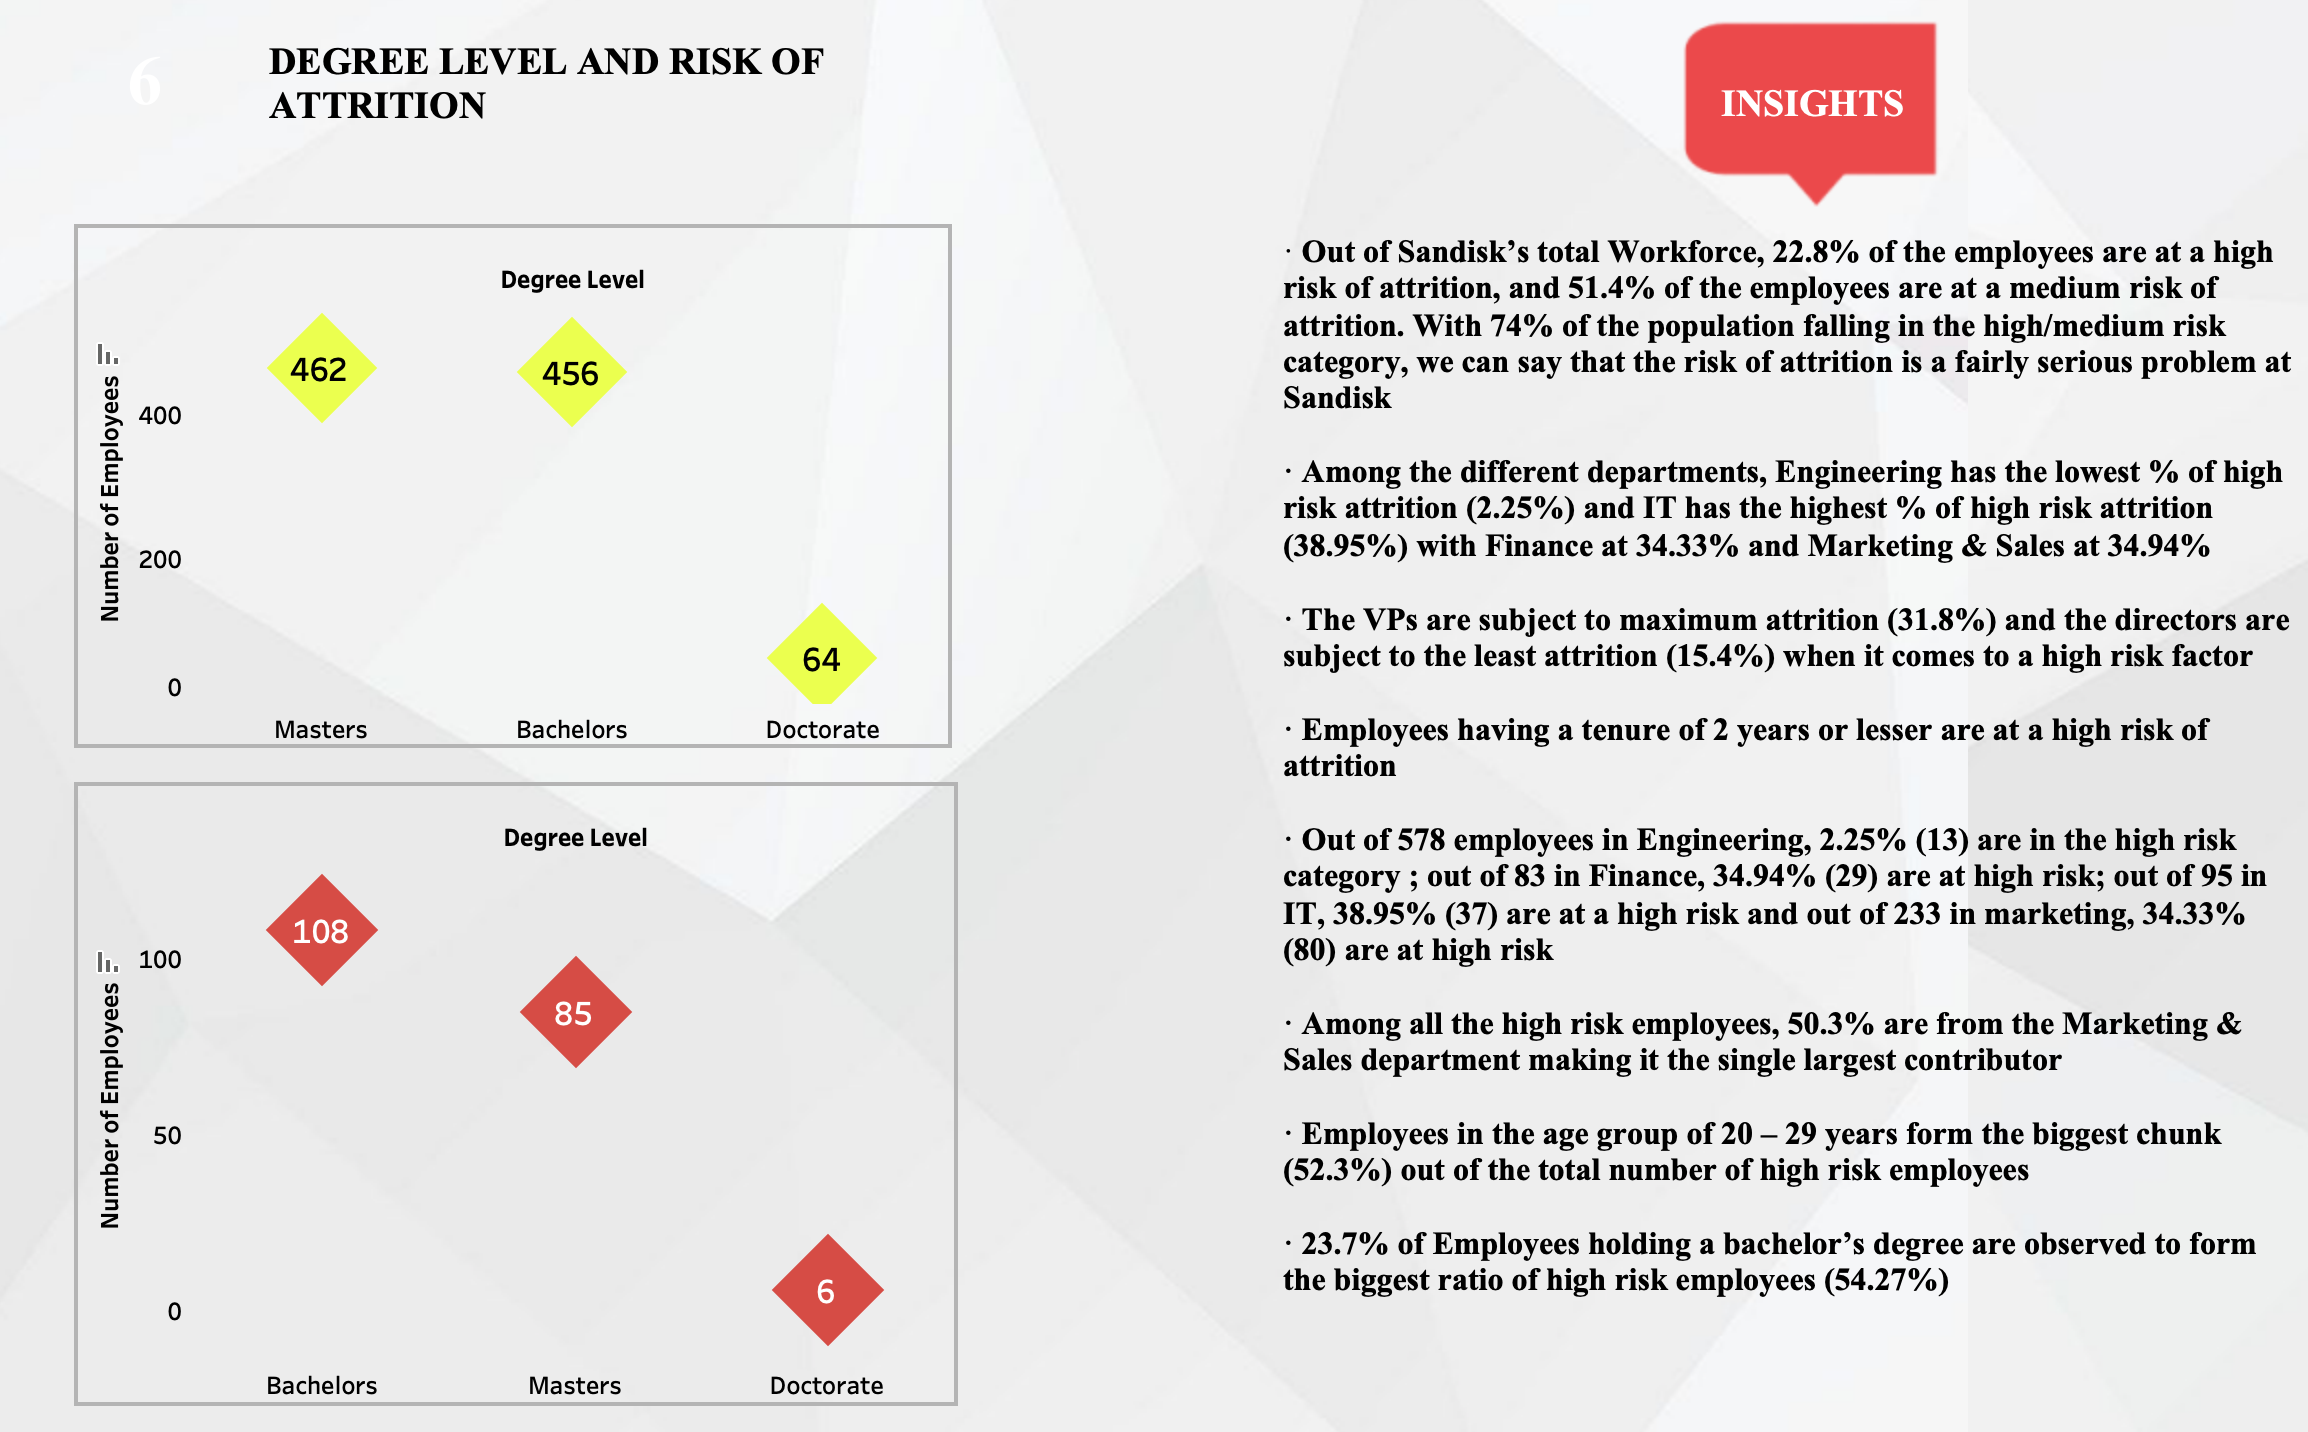 6
DEGREE LEVEL AND RISK OF
ATTRITION
Degree Level
Number of Employees
462
456
64
400
200
0
Masters
Bachelors
Doctorate
Degree Level
Number of Employees
108
85
6
100
50
0
Bachelors
Masters
Doctorate
INSIGHTS
· Out of Sandisk’s total Workforce, 22.8% of the employees are at a high
risk of attrition, and 51.4% of the employees are at a medium risk of
attrition. With 74% of the population falling in the high/medium risk
category, we can say that the risk of attrition is a fairly serious problem at
Sandisk
· Among the different departments, Engineering has the lowest % of high
risk attrition (2.25%) and IT has the highest % of high risk attrition
(38.95%) with Finance at 34.33% and Marketing & Sales at 34.94%
· The VPs are subject to maximum attrition (31.8%) and the directors are
subject to the least attrition (15.4%) when it comes to a high risk factor
· Employees having a tenure of 2 years or lesser are at a high risk of
attrition
· Out of 578 employees in Engineering, 2.25% (13) are in the high risk
category ; out of 83 in Finance, 34.94% (29) are at high risk; out of 95 in
IT, 38.95% (37) are at a high risk and out of 233 in marketing, 34.33%
(80) are at high risk
· Among all the high risk employees, 50.3% are from the Marketing &
Sales department making it the single largest contributor
· Employees in the age group of 20 – 29 years form the biggest chunk
(52.3%) out of the total number of high risk employees
· 23.7% of Employees holding a bachelor’s degree are observed to form
the biggest ratio of high risk employees (54.27%)